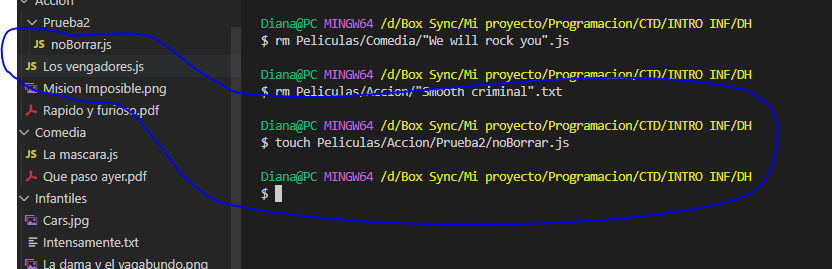 Accion
Prueba2
JS noBorrar.js
JS Los vengadores.js
Mision Imposible.png
Rapido y furioso.pdf
Comedia
JS La mascara.js
Que paso ayer.pdf
Infantiles
Cars.jpg
Intensamente.txt
La dama y el vagabundo.png
Diana@PC MINGW64 /d/Box Sync/Mi proyecto/Programacion/CTD/INTRO INF/DH
$ rm Peliculas/Comedia/"We will rock you".js
Diana@PC MINGW64 /d/Box Sync/Mi proyecto/Programacion/CTD/INTRO INF/DH
$ rm Peliculas/Accion/"Smooth criminal".txt
Diana@PC MINGW64 /d/Box Sync/Mi proyecto/Programacion/CTD/INTRO INF/DH
$ touch Peliculas/Accion/Prueba2/noBorrar.js
Diana@PC MINGW64 /d/Box Sync/Mi proyecto/Programacion/CTD/INTRO INF/DH
$